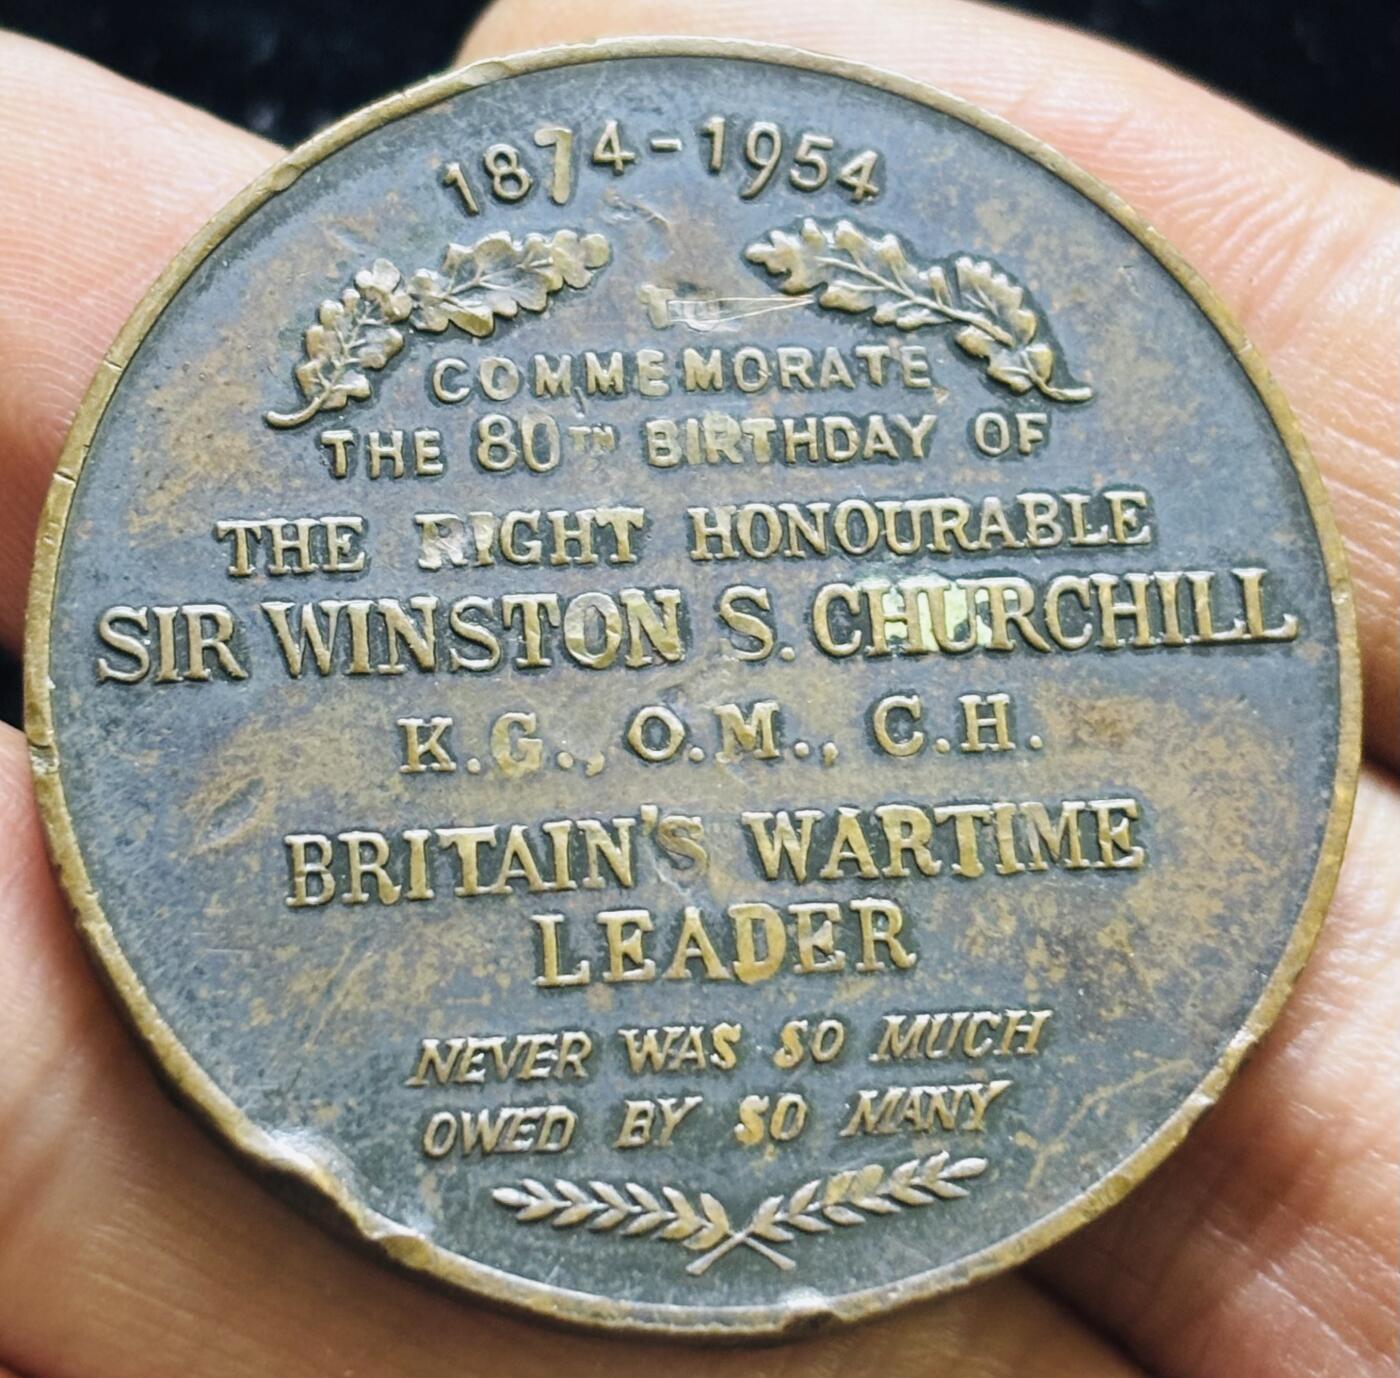 1874-1954
TO
COMMEMORATE
THE 80TH BIRTHDAY OF
THE RIGHT HONOURABLE
SIR WINSTON S. CHURCHILL
K.G., O.M., C.H.
BRITAIN'S WARTIME
LEADER
NEVER WAS SO MUCH
OWED BY SO MANY